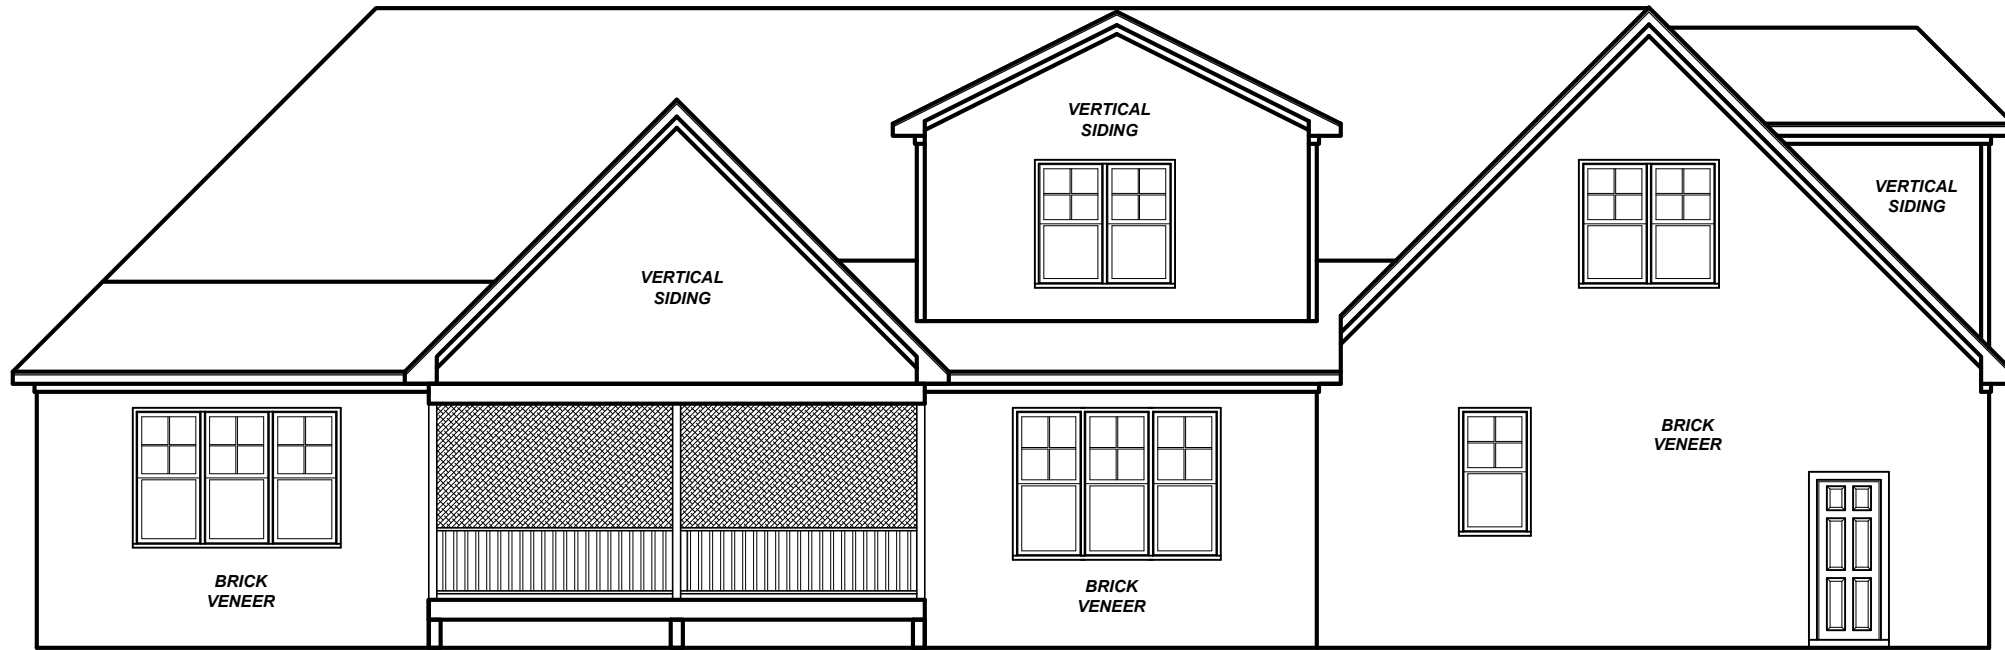 VERTICAL
SIDING
VERTICAL
SIDING
VERTICAL
SIDING
BRICK
VENEER
BRICK
VENEER
BRICK
VENEER